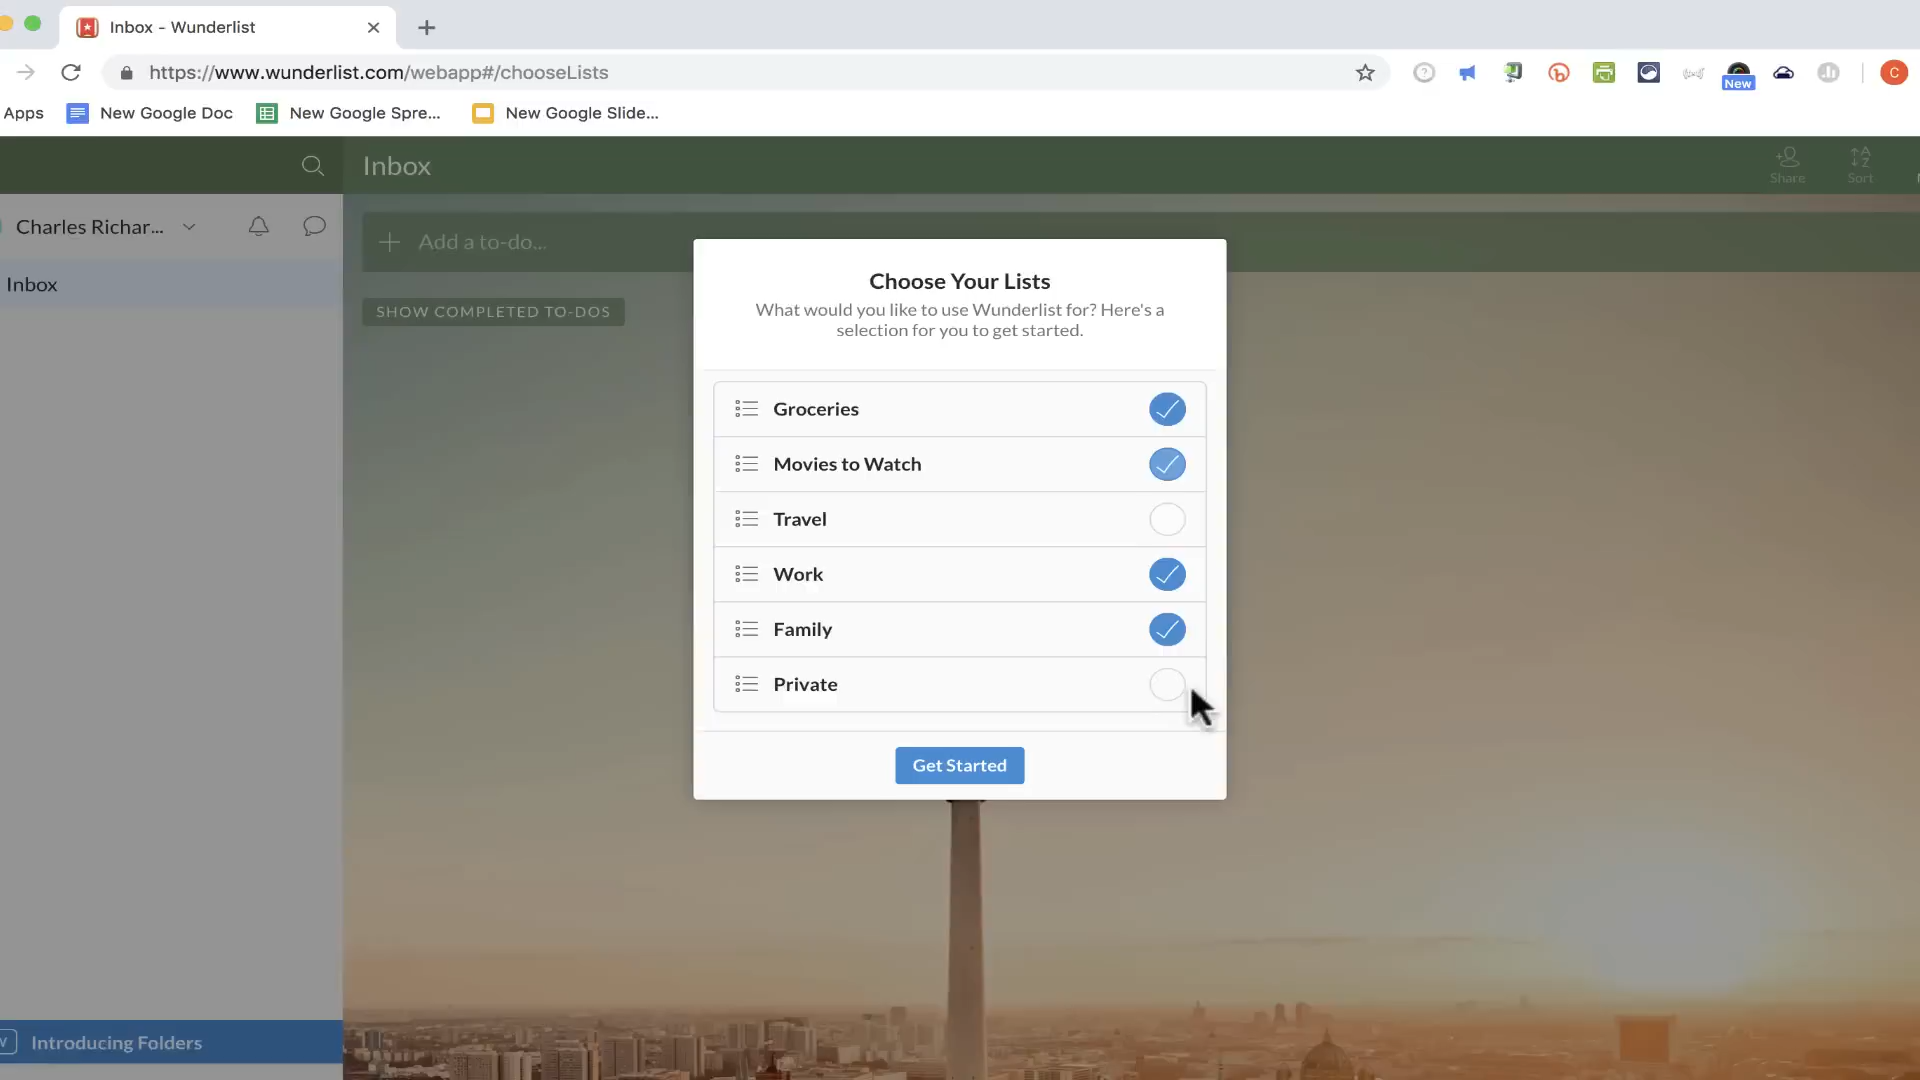 Inbox - Wunderlist
https://www.wunderlist.com/webapp#/chooseLists
New
C
Apps
New Google Doc
New Google Spre...
New Google Slide...
Inbox
Share
Sort
Charles Richar...
Add a to-do...
Inbox
SHOW COMPLETED TO-DOS
Choose Your Lists
What would you like to use Wunderlist for? Here's a
selection for you to get started.
Groceries
Movies to Watch
Travel
Work
Family
Private
Get Started
Introducing Folders